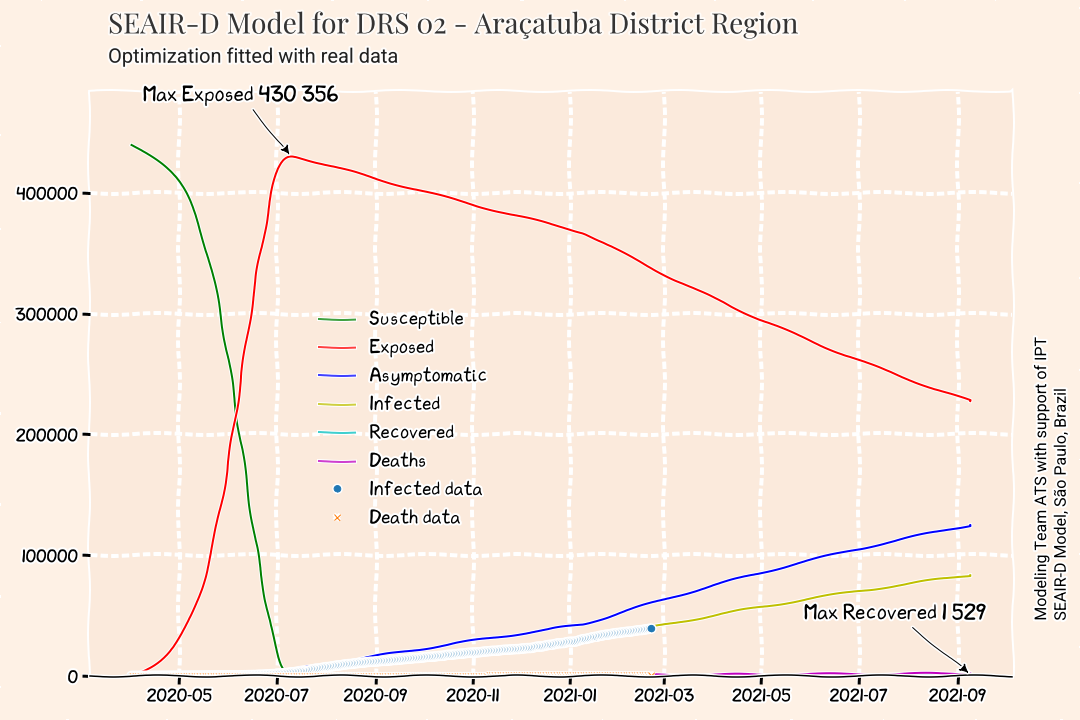 SEAIR-D Model for DRS 02 - Araçatuba District Region
Optimization fitted with real data
Max Exposed 430 356
400000
300000
200000
100000
0
Susceptible
Exposed
Asymptomatic
Infected
Recovered
Deaths
Infected data
Death data
Max Recovered 1 529
2020-05 2020-07 2020-09 2020-11 2021-01 2021-03 2021-05 2021-07 2021-09
Modeling Team ATS with support of IPT
SEAIR-D Model, São Paulo, Brazil